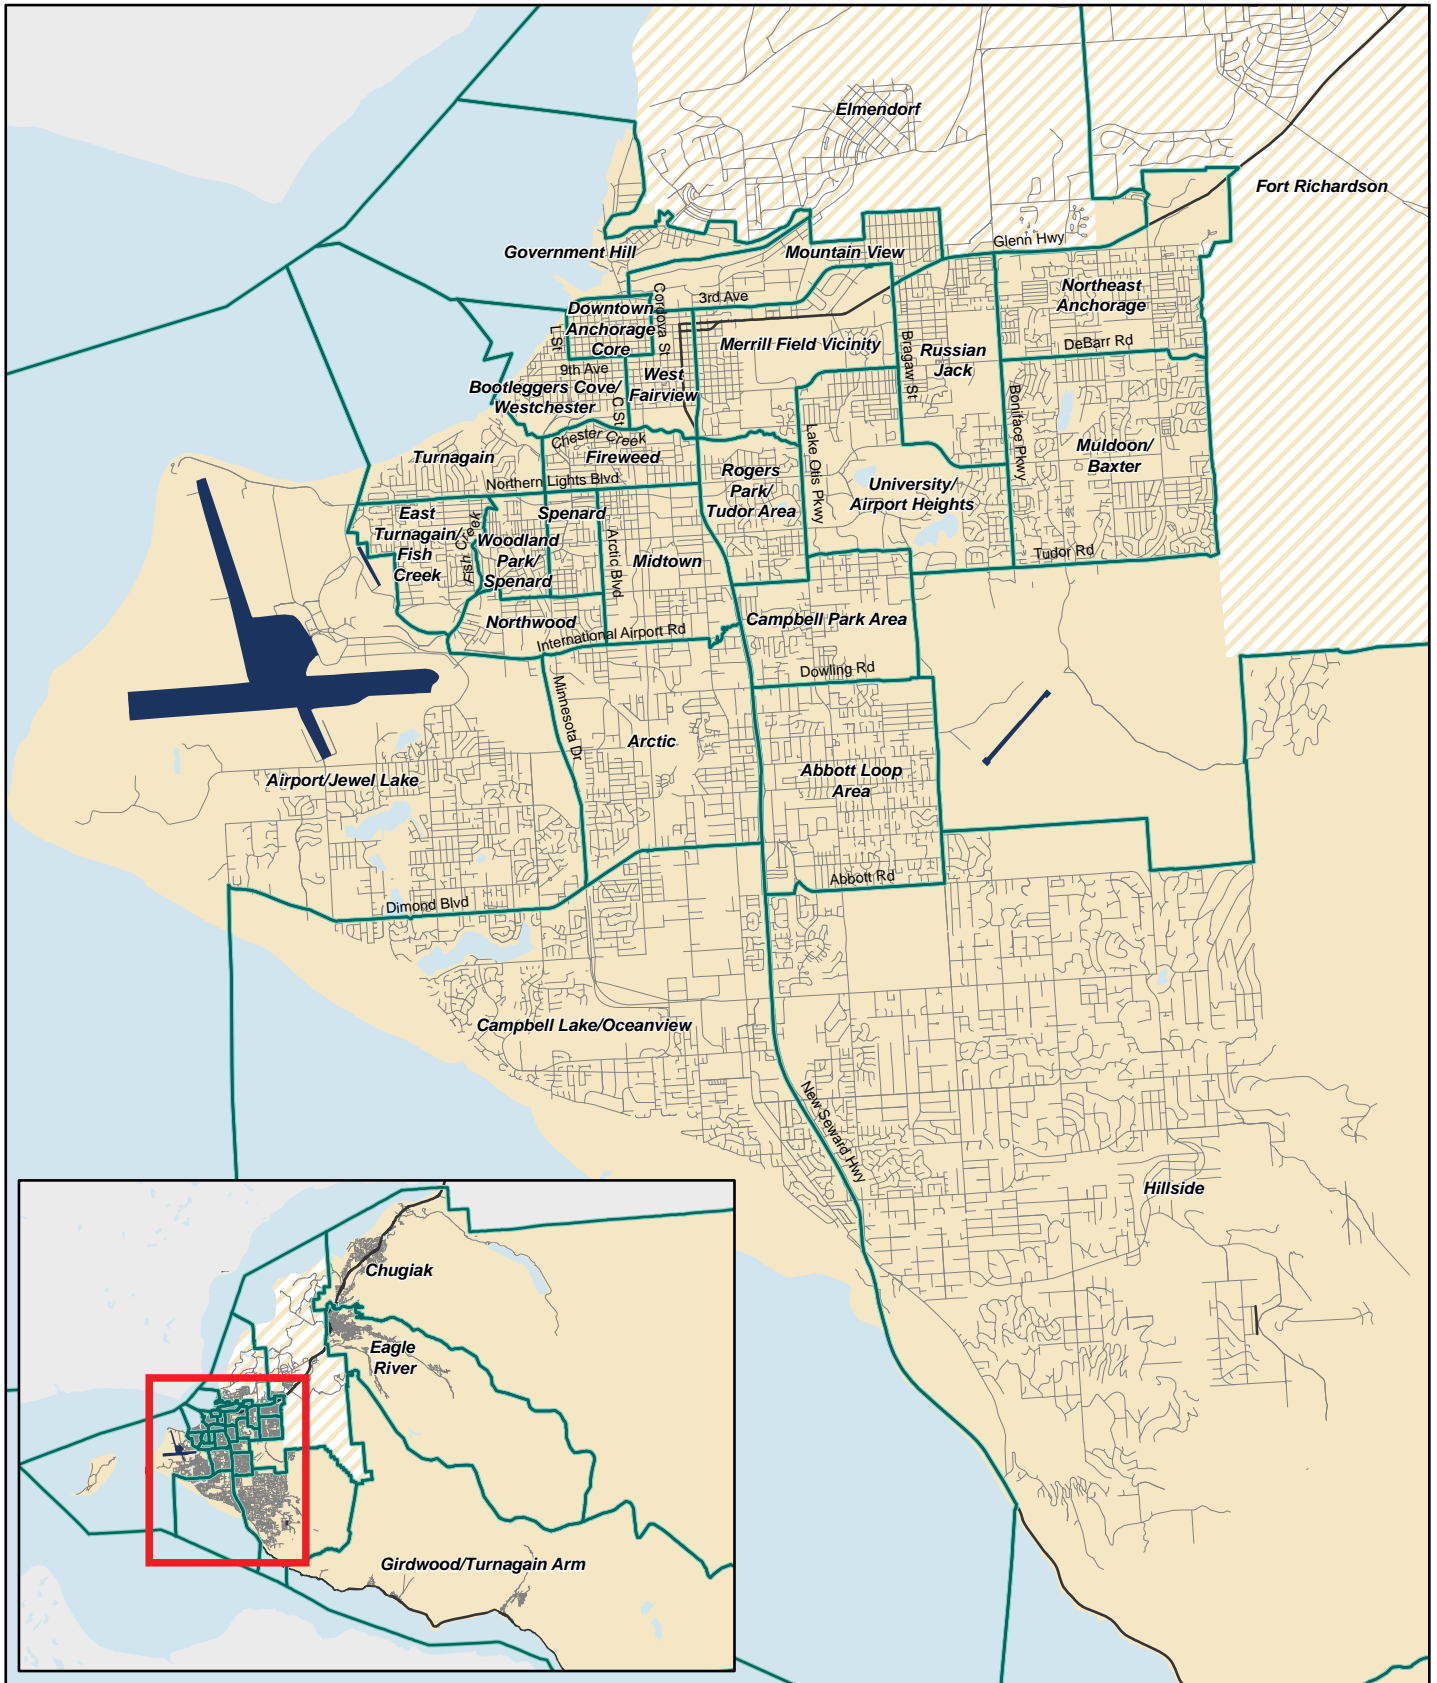 Elmendorf
Fort Richardson
Glenn Hwy
Government Hill
Mountain View
Northeast
Anchorage
Cordova St
3rd Ave
Downtown
Anchorage
Core
L St
Merrill Field Vicinity
Bragaw St
Russian
Jack
DeBarr Rd
9th Ave
West
Fairview
Bootleggers Cove/
Westchester
C St
Boniface Pkwy
Chester Creek
Lake Otis Pkwy
Muldoon/
Baxter
Turnagain
Fireweed
Rogers
Park/
Tudor Area
Northern Lights Blvd
University/
Airport Heights
East
Turnagain/
Fish
Creek
Fish Creek
Spenard
Woodland
Park/
Spenard
Arctic Blvd
Midtown
Tudor Rd
Northwood
International Airport Rd
Campbell Park Area
Dowling Rd
Minnesota Dr
Arctic
Airport/Jewel Lake
Abbott Loop
Area
Abbott Rd
Dimond Blvd
Campbell Lake/Oceanview
New Seward Hwy
Hillside
Chugiak
Eagle
River
Girdwood/Turnagain Arm